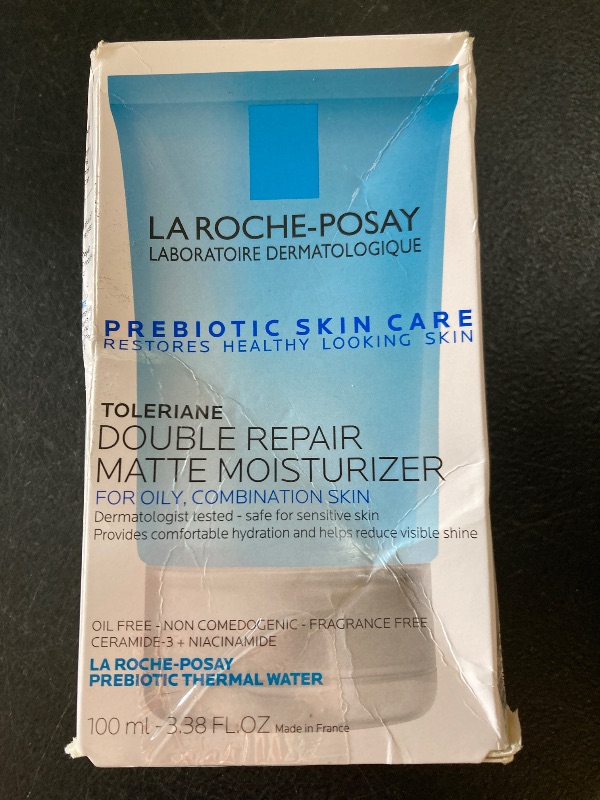 LA ROCHE-POSAY
LABORATOIRE DERMATOLOGIQUE
PREBIOTIC SKIN CARE
RESTORES HEALTHY LOOKING SKIN
TOLERIANE
DOUBLE REPAIR
MATTE MOISTURIZER
FOR OILY, COMBINATION SKIN
Dermatologist tested - safe for sensitive skin
Provides comfortable hydration and helps reduce visible shine
OIL FREE - NON COMEDOGENIC - FRAGRANCE FREE
CERAMIDE-3 + NIACINAMIDE
LA ROCHE-POSAY
PREBIOTIC THERMAL WATER
100 ml - 3.38 FL.OZ Made in France